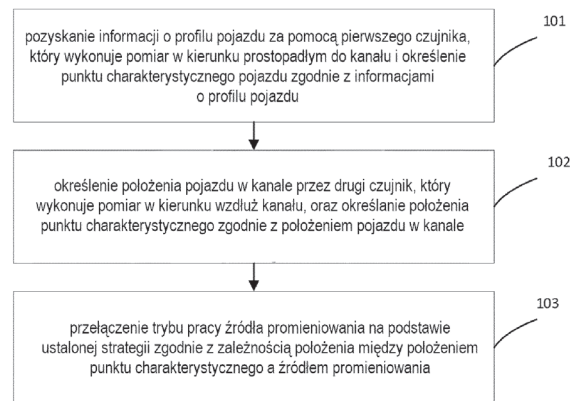 pozyskanie informacji o profilu pojazdu za pomocą pierwszego czujnika,
który wykonuje pomiar w kierunku prostopadłym do kanału i określenie
punktu charakterystycznego pojazdu zgodnie z informacjami
o profilu pojazdu
101
określenie położenia pojazdu w kanale przez drugi czujnik, który
wykonuje pomiar w kierunku wzdłuż kanału, oraz określanie położenia
punktu charakterystycznego zgodnie z położeniem pojazdu w kanale
102
przełączenie trybu pracy źródła promieniowania na podstawie
ustalonej strategii zgodnie z zależnością położenia między położeniem
punktu charakterystycznego a źródłem promieniowania
103